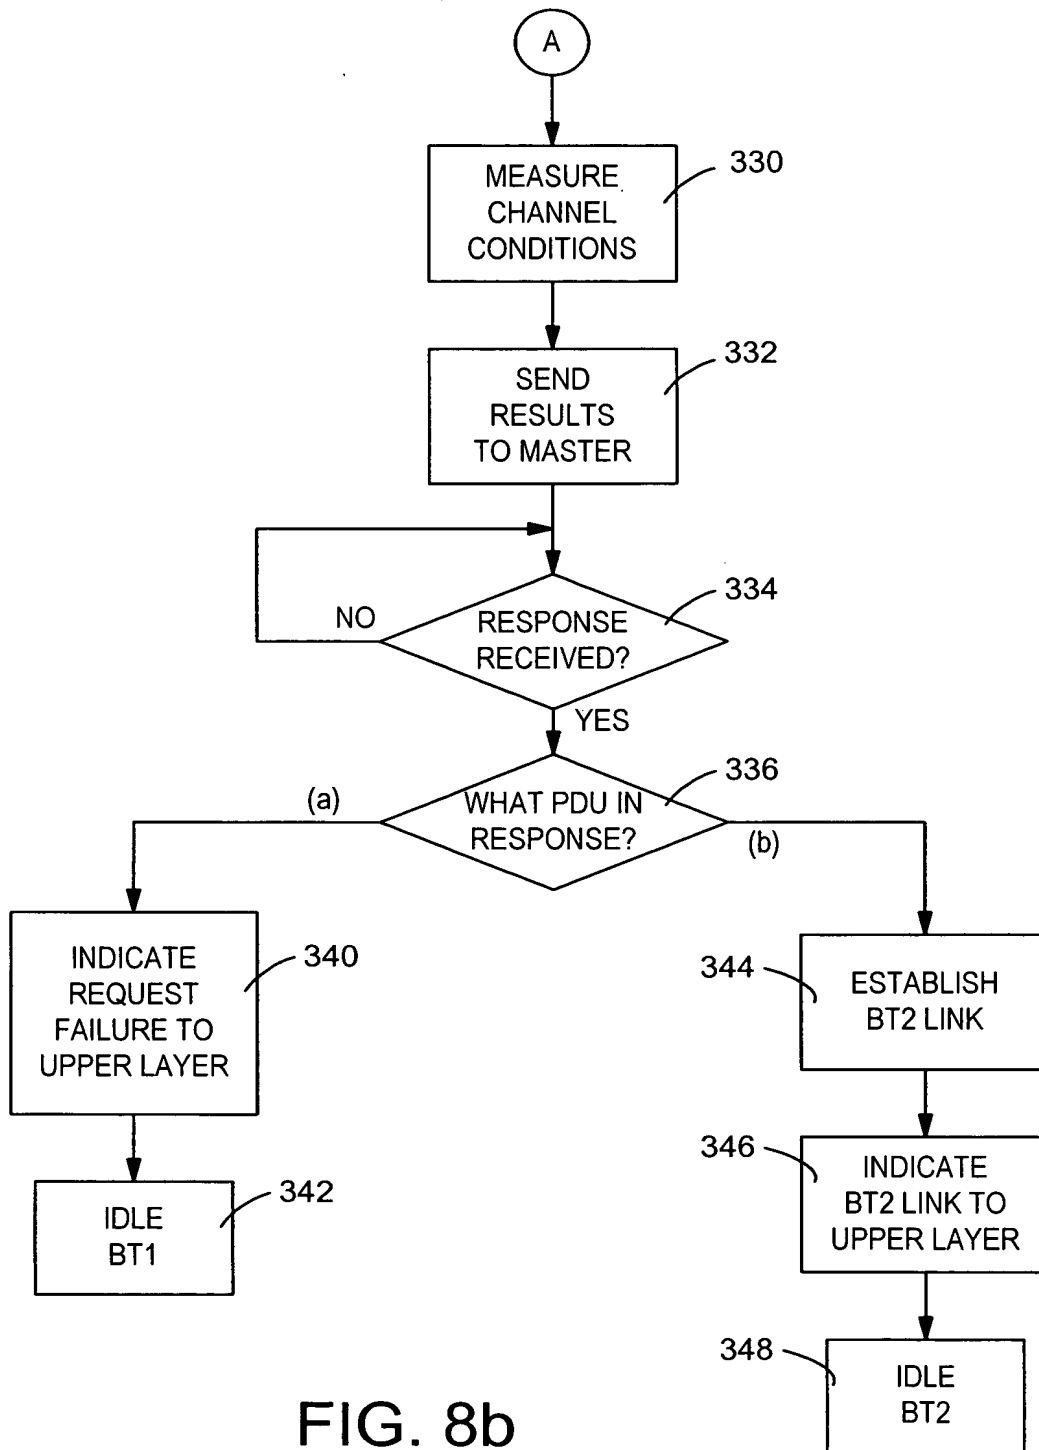 A
MEASURE
CHANNEL
CONDITIONS
330
SEND
RESULTS
TO MASTER
332
NO
RESPONSE
RECEIVED?
334
YES
(a)
WHAT PDU IN
RESPONSE?
336
(b)
INDICATE
REQUEST
FAILURE TO
UPPER LAYER
340
344
ESTABLISH
BT2 LINK
IDLE
BT1
342
346
INDICATE
BT2 LINK TO
UPPER LAYER
348
IDLE
BT2
FIG. 8b